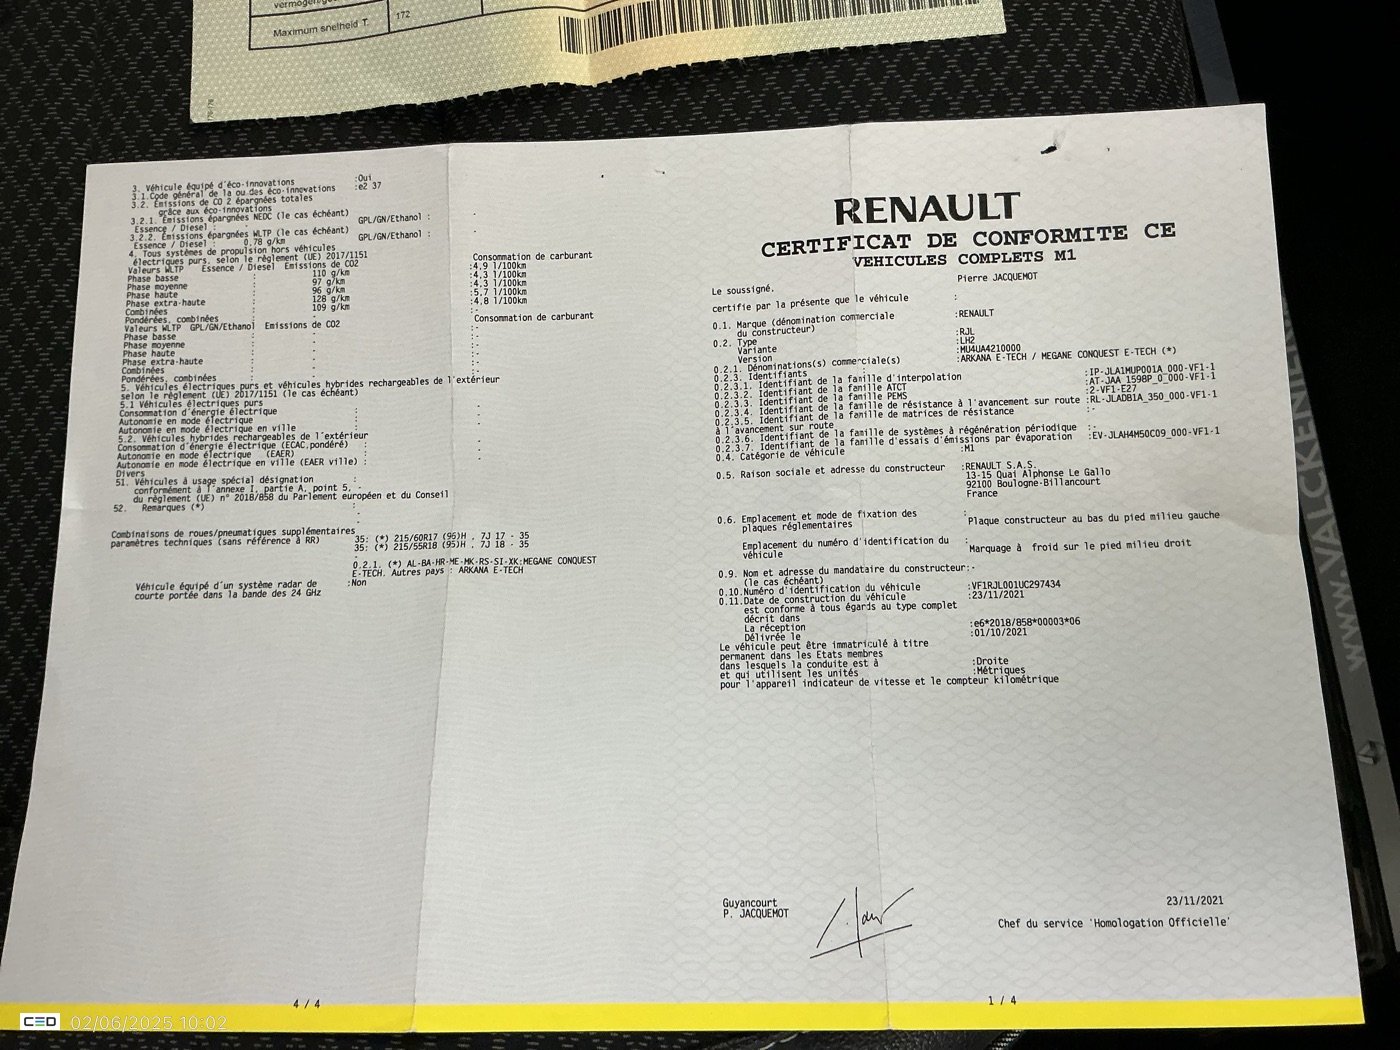 Maximum snelheid T. 172
3. Véhicule équipé d'éco-innovations :Oui
3.1.Code général de la ou des éco-innovations :e2 37
3.2. Emissions de CO 2 épargnées totales
grâce aux éco-innovations
3.2.1. Emissions épargnées NEDC (le cas échéant)
Essence / Diesel : - GPL/GN/Ethanol : -
3.2.2. Emissions épargnées WLTP (le cas échéant)
Essence / Diesel : 0,78 g/km GPL/GN/Ethanol : -
4. Tous systèmes de propulsion hors véhicules
électriques purs, selon le règlement (UE) 2017/1151
Valeurs WLTP Essence / Diesel Emissions de CO2 Consommation de carburant
Phase basse : 110 g/km :4,9 l/100km
Phase moyenne : 97 g/km :4,3 l/100km
Phase haute : 96 g/km :4,3 l/100km
Phase extra-haute : 128 g/km :5,7 l/100km
Combinées : 109 g/km :4,8 l/100km
Pondérées, combinées : - :-
Valeurs WLTP GPL/GN/Ethanol Emissions de CO2 Consommation de carburant
Phase basse : - :-
Phase moyenne : - :-
Phase haute : - :-
Phase extra-haute : - :-
Combinées : - :-
Pondérées, combinées : - :-
5. Véhicules électriques purs et véhicules hybrides rechargeables de l'extérieur
selon le règlement (UE) 2017/1151 (le cas échéant)
5.1 Véhicules électriques purs
Consommation d'énergie électrique : -
Autonomie en mode électrique : -
Autonomie en mode électrique en ville : -
5.2. Véhicules hybrides rechargeables de l'extérieur
Consommation d'énergie électrique (ECAC,pondéré) : -
Autonomie en mode électrique (EAER) : -
Autonomie en mode électrique en ville (EAER ville) : -
Divers
51. Véhicules à usage spécial désignation :
conformément à l'annexe I, partie A, point 5, -
du règlement (UE) n° 2018/858 du Parlement européen et du Conseil
52. Remarques (*) :
Combinaisons de roues/pneumatiques supplémentaires :
paramètres techniques (sans référence à RR) 35: (*) 215/60R17 (96)H , 7J 17 - 35
35: (*) 215/55R18 (95)H , 7J 18 - 35
0.2.1. (*) AL-BA-HR-ME-MK-RS-SI-XK:MEGANE CONQUEST
E-TECH. Autres pays : ARKANA E-TECH
Véhicule équipé d'un système radar de :Non
courte portée dans la bande des 24 GHz
4 / 4
RENAULT
CERTIFICAT DE CONFORMITE CE
VEHICULES COMPLETS M1
Pierre JACQUEMOT
Le soussigné,
certifie par la présente que le véhicule :
0.1. Marque (dénomination commerciale :RENAULT
du constructeur)
0.2. Type :RJL
Variante :LH2
Version :MU4UA4210000
0.2.1. Dénominations(s) commerciale(s) :ARKANA E-TECH / MEGANE CONQUEST E-TECH (*)
0.2.3. Identifiants :
0.2.3.1. Identifiant de la famille d'interpolation :IP-JLA1MUP001A_000-VF1-1
0.2.3.2. Identifiant de la famille ATCT :AT-JAA 1598P_0_000-VF1-1
0.2.3.3. Identifiant de la famille PEMS :2-VF1-E27
0.2.3.4. Identifiant de la famille de résistance à l'avancement sur route :RL-JLADB1A_350_000-VF1-1
0.2.3.5. Identifiant de la famille de matrices de résistance :-
à l'avancement sur route
0.2.3.6. Identifiant de la famille de systèmes à régénération périodique :-
0.2.3.7. Identifiant de la famille d'essais d'émissions par évaporation :EV-JLAH4M50C09_000-VF1-1
0.4. Catégorie de véhicule :M1
0.5. Raison sociale et adresse du constructeur :RENAULT S.A.S.
13-15 Quai Alphonse Le Gallo
92100 Boulogne-Billancourt
France
0.6. Emplacement et mode de fixation des :
plaques réglementaires Plaque constructeur au bas du pied milieu gauche
Emplacement du numéro d'identification du :
véhicule Marquage à froid sur le pied milieu droit
0.9. Nom et adresse du mandataire du constructeur:-
(le cas échéant)
0.10.Numéro d'identification du véhicule :VF1RJL001UC297434
0.11.Date de construction du véhicule :23/11/2021
est conforme à tous égards au type complet
décrit dans
La réception :e6*2018/858*00003*06
Délivrée le :01/10/2021
Le véhicule peut être immatriculé à titre
permanent dans les Etats membres
dans lesquels la conduite est à :Droite
et qui utilisent les unités :Métriques
pour l'appareil indicateur de vitesse et le compteur kilométrique
Guyancourt
P. JACQUEMOT
23/11/2021
Chef du service 'Homologation Officielle'
1 / 4
CED 02/06/2025 10:02